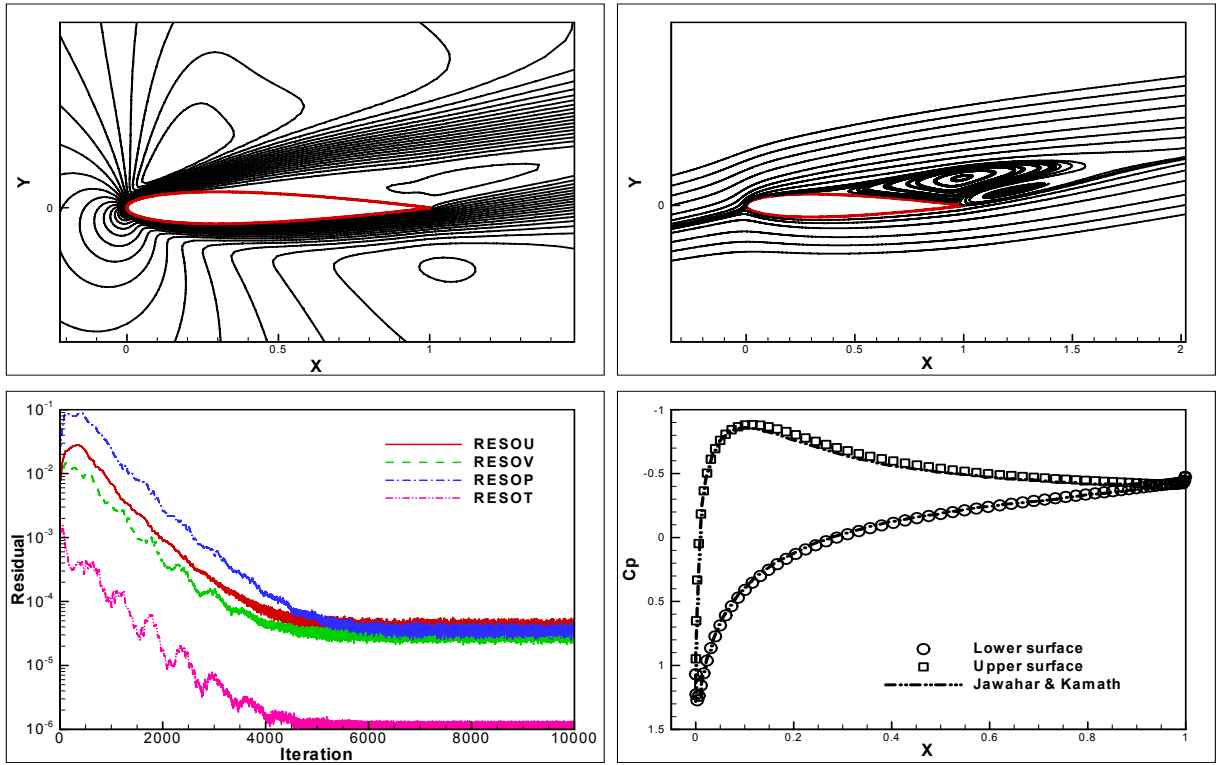 Y
0
0
0.5
1
X
Y
0
0
0.5
1
1.5
2
X
Residual
10-1
10-2
10-3
10-4
10-5
10-6
RESOU
RESOV
RESOP
RESOT
0
2000
4000
6000
8000
10000
Iteration
Cp
-1
-0.5
0
0.5
1
1.5
Lower surface
Upper surface
Jawahar & Kamath
0
0.2
0.4
0.6
0.8
1
X